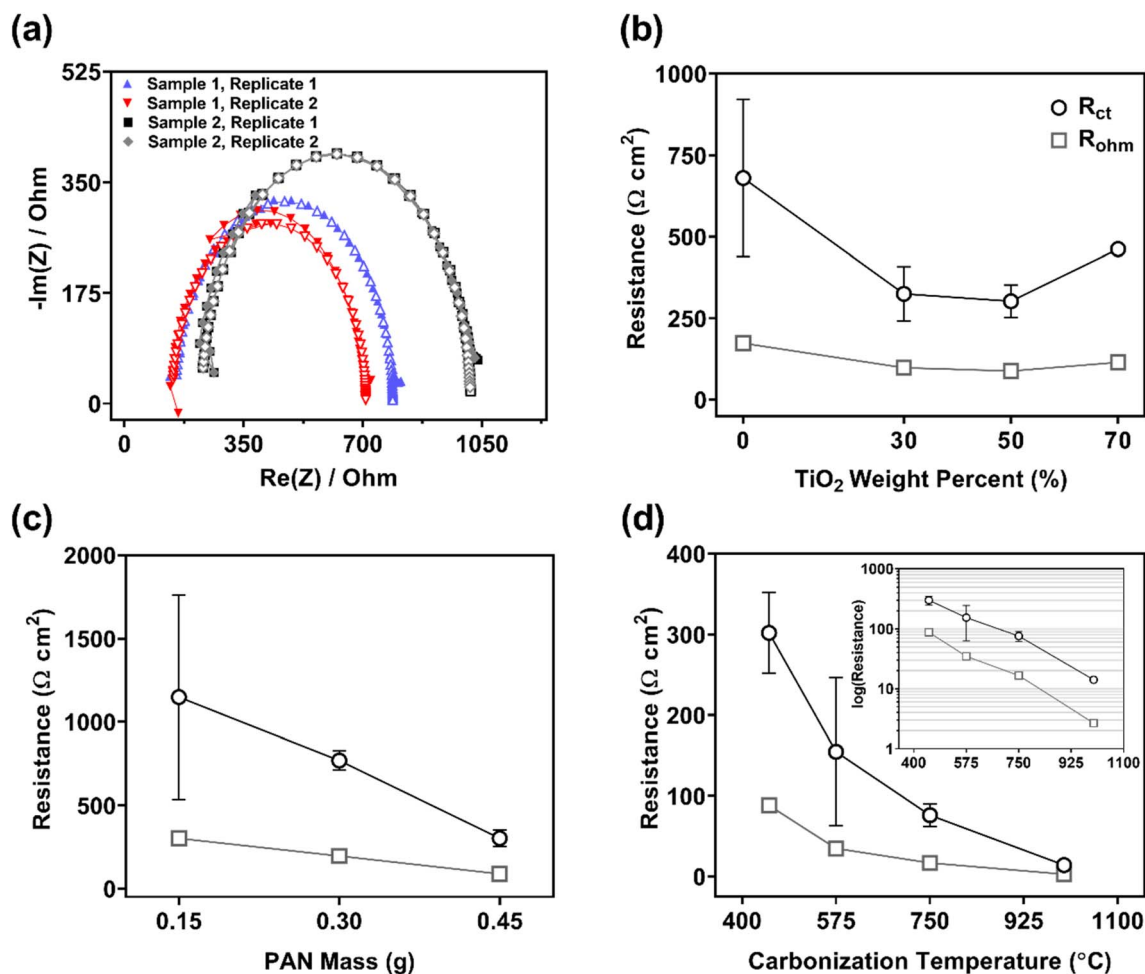 (a)
525
350
175
0
-Im(Z) / Ohm
Sample 1, Replicate 1
Sample 1, Replicate 2
Sample 2, Replicate 1
Sample 2, Replicate 2
0 350 700 1050
Re(Z) / Ohm
(b)
1000
750
500
250
0
Resistance (Ω cm²)
R_ct
R_ohm
0 30 50 70
TiO₂ Weight Percent (%)
(c)
2000
1500
1000
500
0
Resistance (Ω cm²)
0.15 0.30 0.45
PAN Mass (g)
(d)
400
300
200
100
0
Resistance (Ω cm²)
1000
100
10
1
log(Resistance)
400 575 750 925 1100
400 575 750 925 1100
Carbonization Temperature (°C)